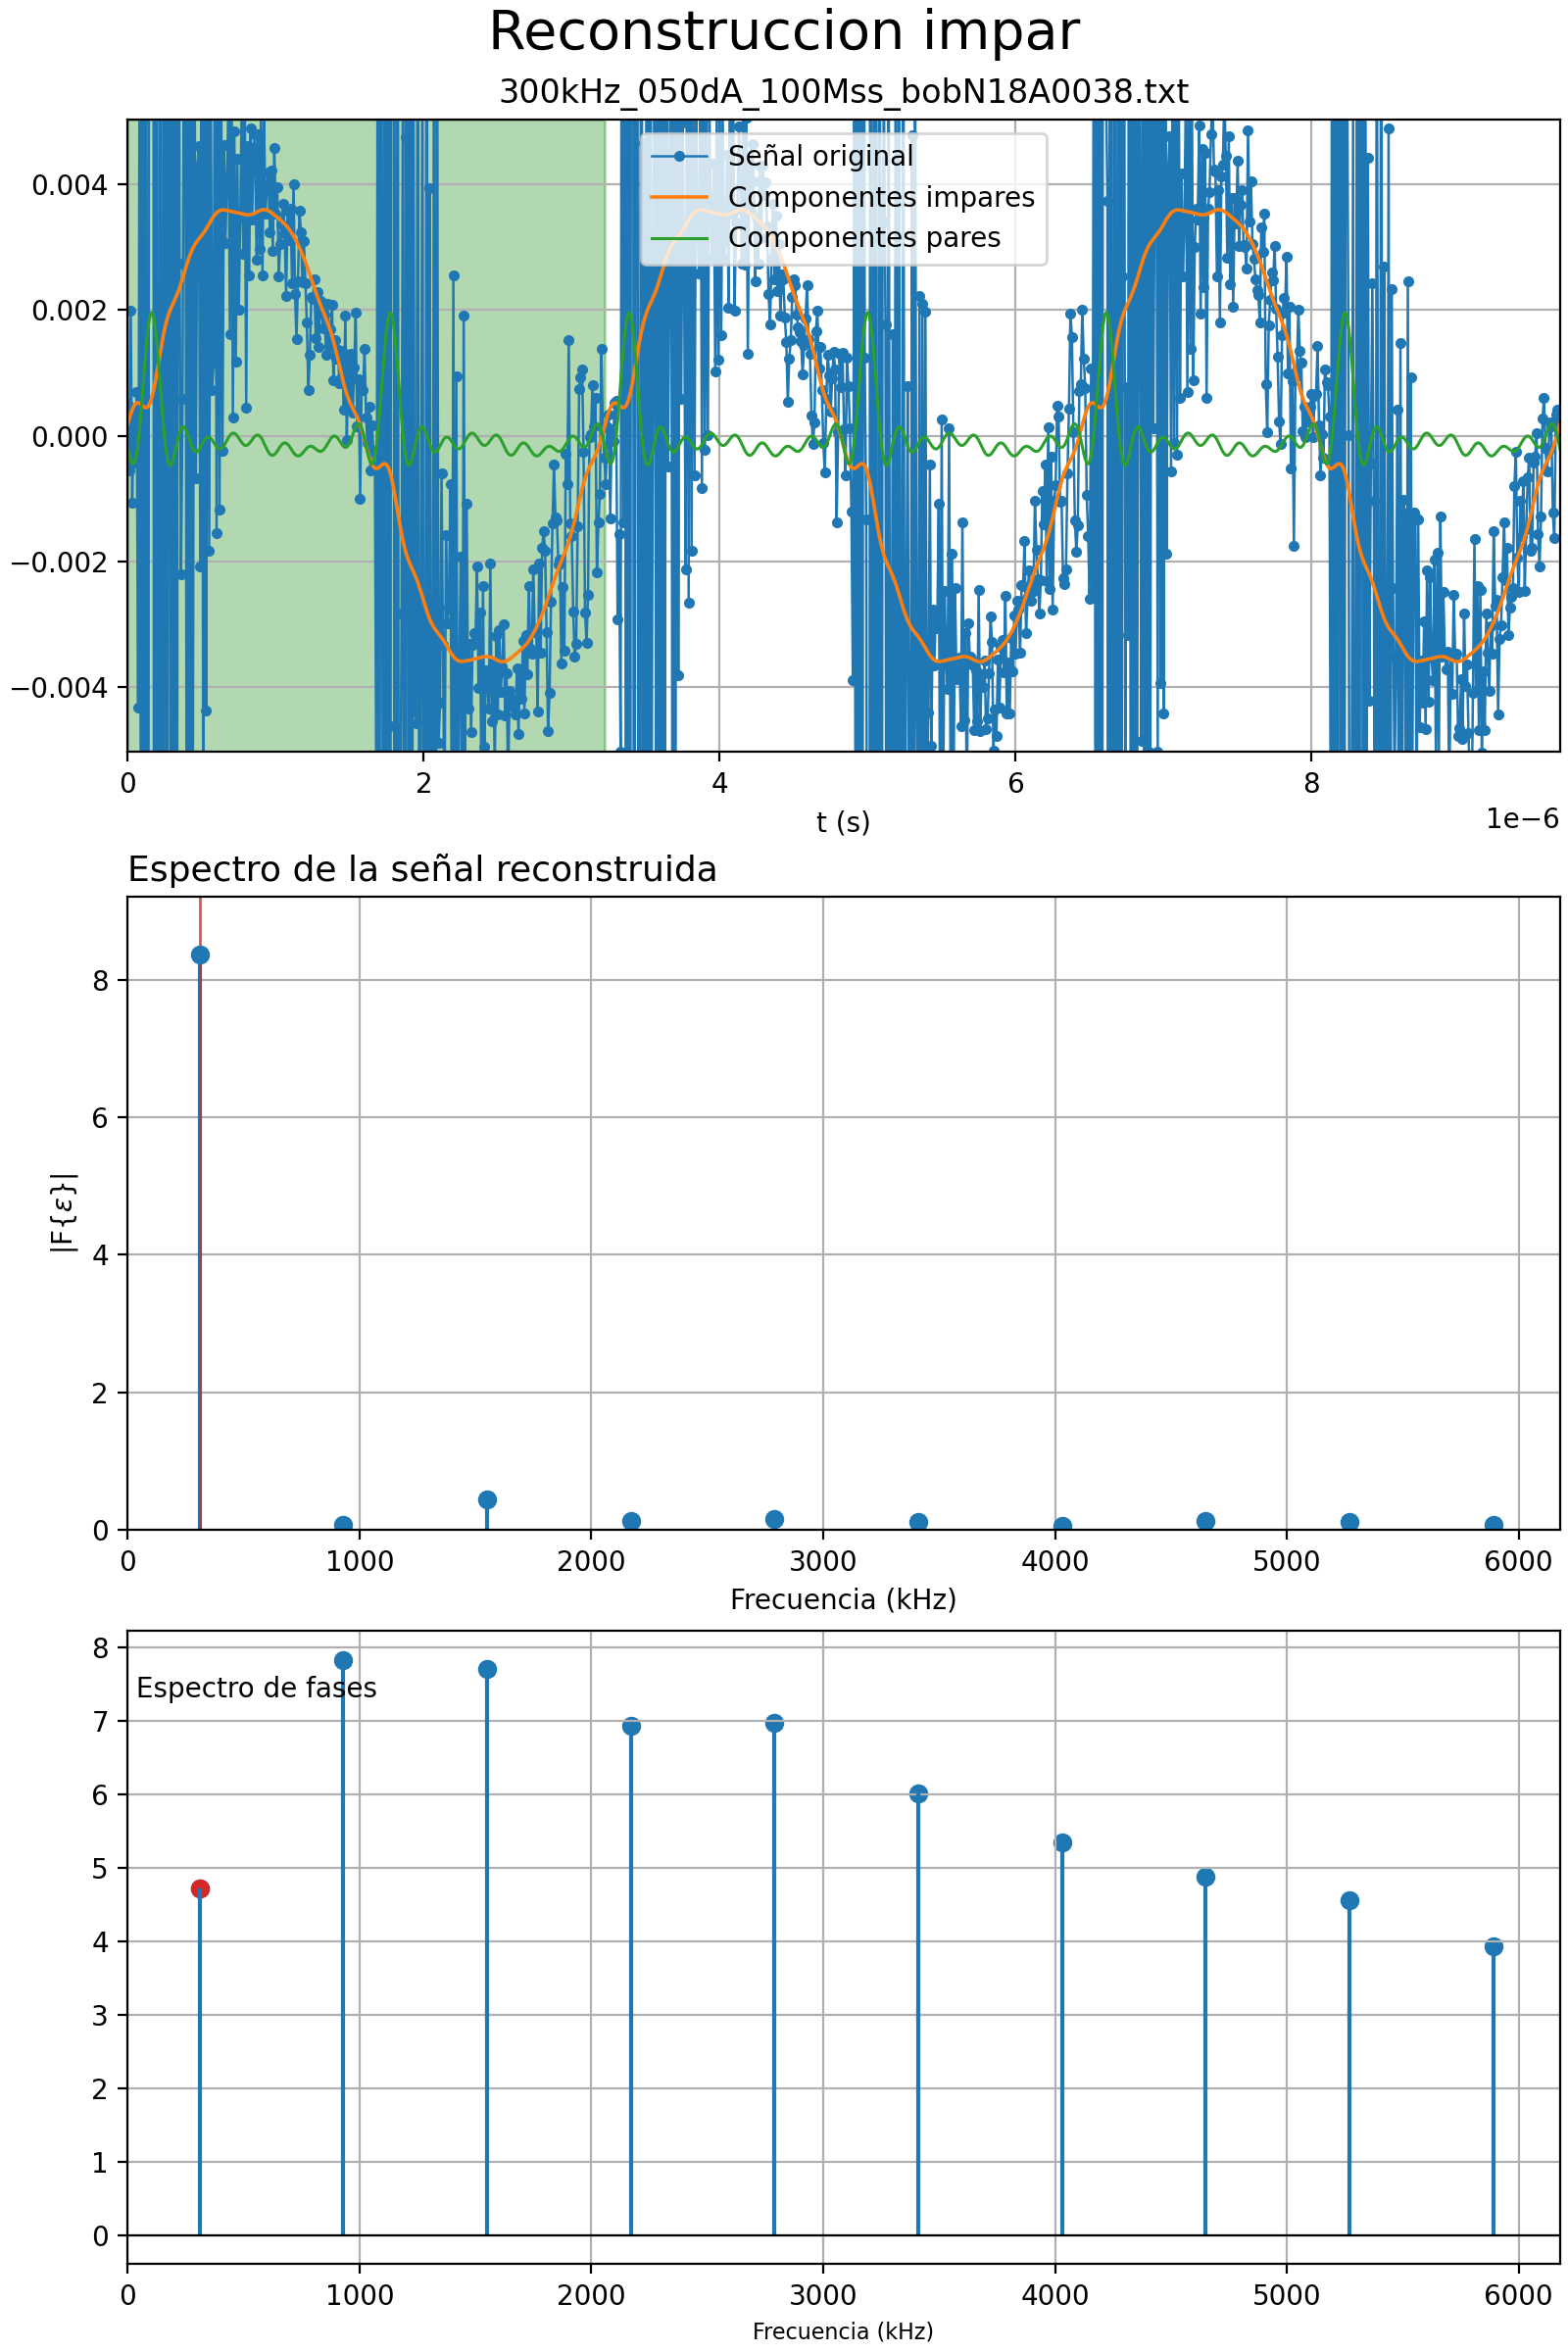 Reconstruccion impar
300kHz_050dA_100Mss_bobN18A0038.txt
Señal original
Componentes impares
Componentes pares
0.004
0.002
0.000
−0.002
−0.004
0 2 4 6 8
t (s)
1e−6
Espectro de la señal reconstruida
8
6
4
2
0
|F{ε}|
0 1000 2000 3000 4000 5000 6000
Frecuencia (kHz)
Espectro de fases
8
7
6
5
4
3
2
1
0
0 1000 2000 3000 4000 5000 6000
Frecuencia (kHz)